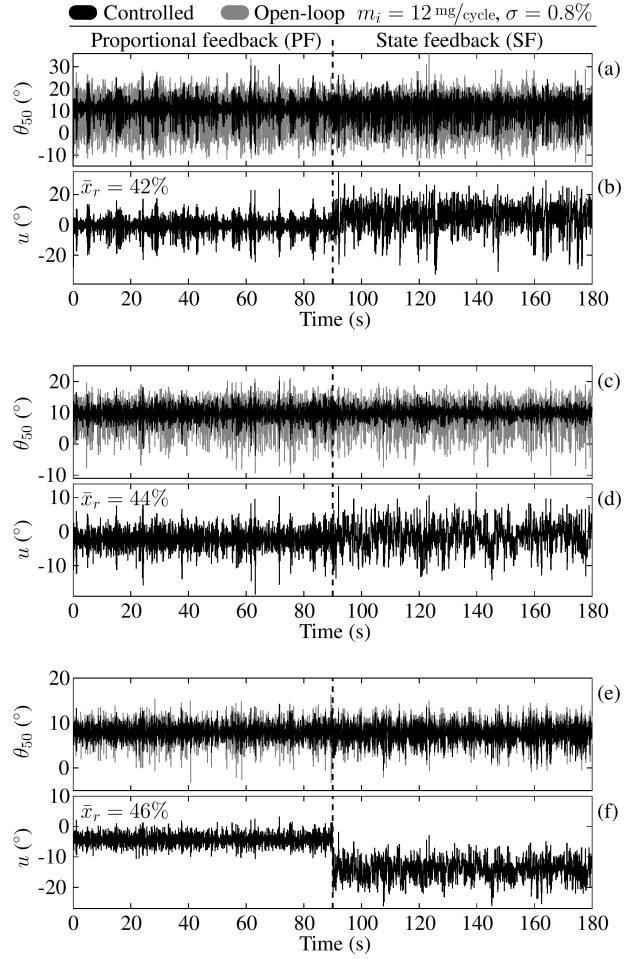 Controlled Open-loop m_i = 12 mg/cycle, σ = 0.8%
Proportional feedback (PF) State feedback (SF)
(a)
30
20
10
0
-10
θ50 (°)
x̄_r = 42%
(b)
20
0
-20
u (°)
0 20 40 60 80 100 120 140 160 180
Time (s)
(c)
20
10
0
-10
θ50 (°)
x̄_r = 44%
(d)
10
0
-10
u (°)
0 20 40 60 80 100 120 140 160 180
Time (s)
(e)
20
10
0
θ50 (°)
x̄_r = 46%
(f)
10
0
-10
-20
u (°)
0 20 40 60 80 100 120 140 160 180
Time (s)